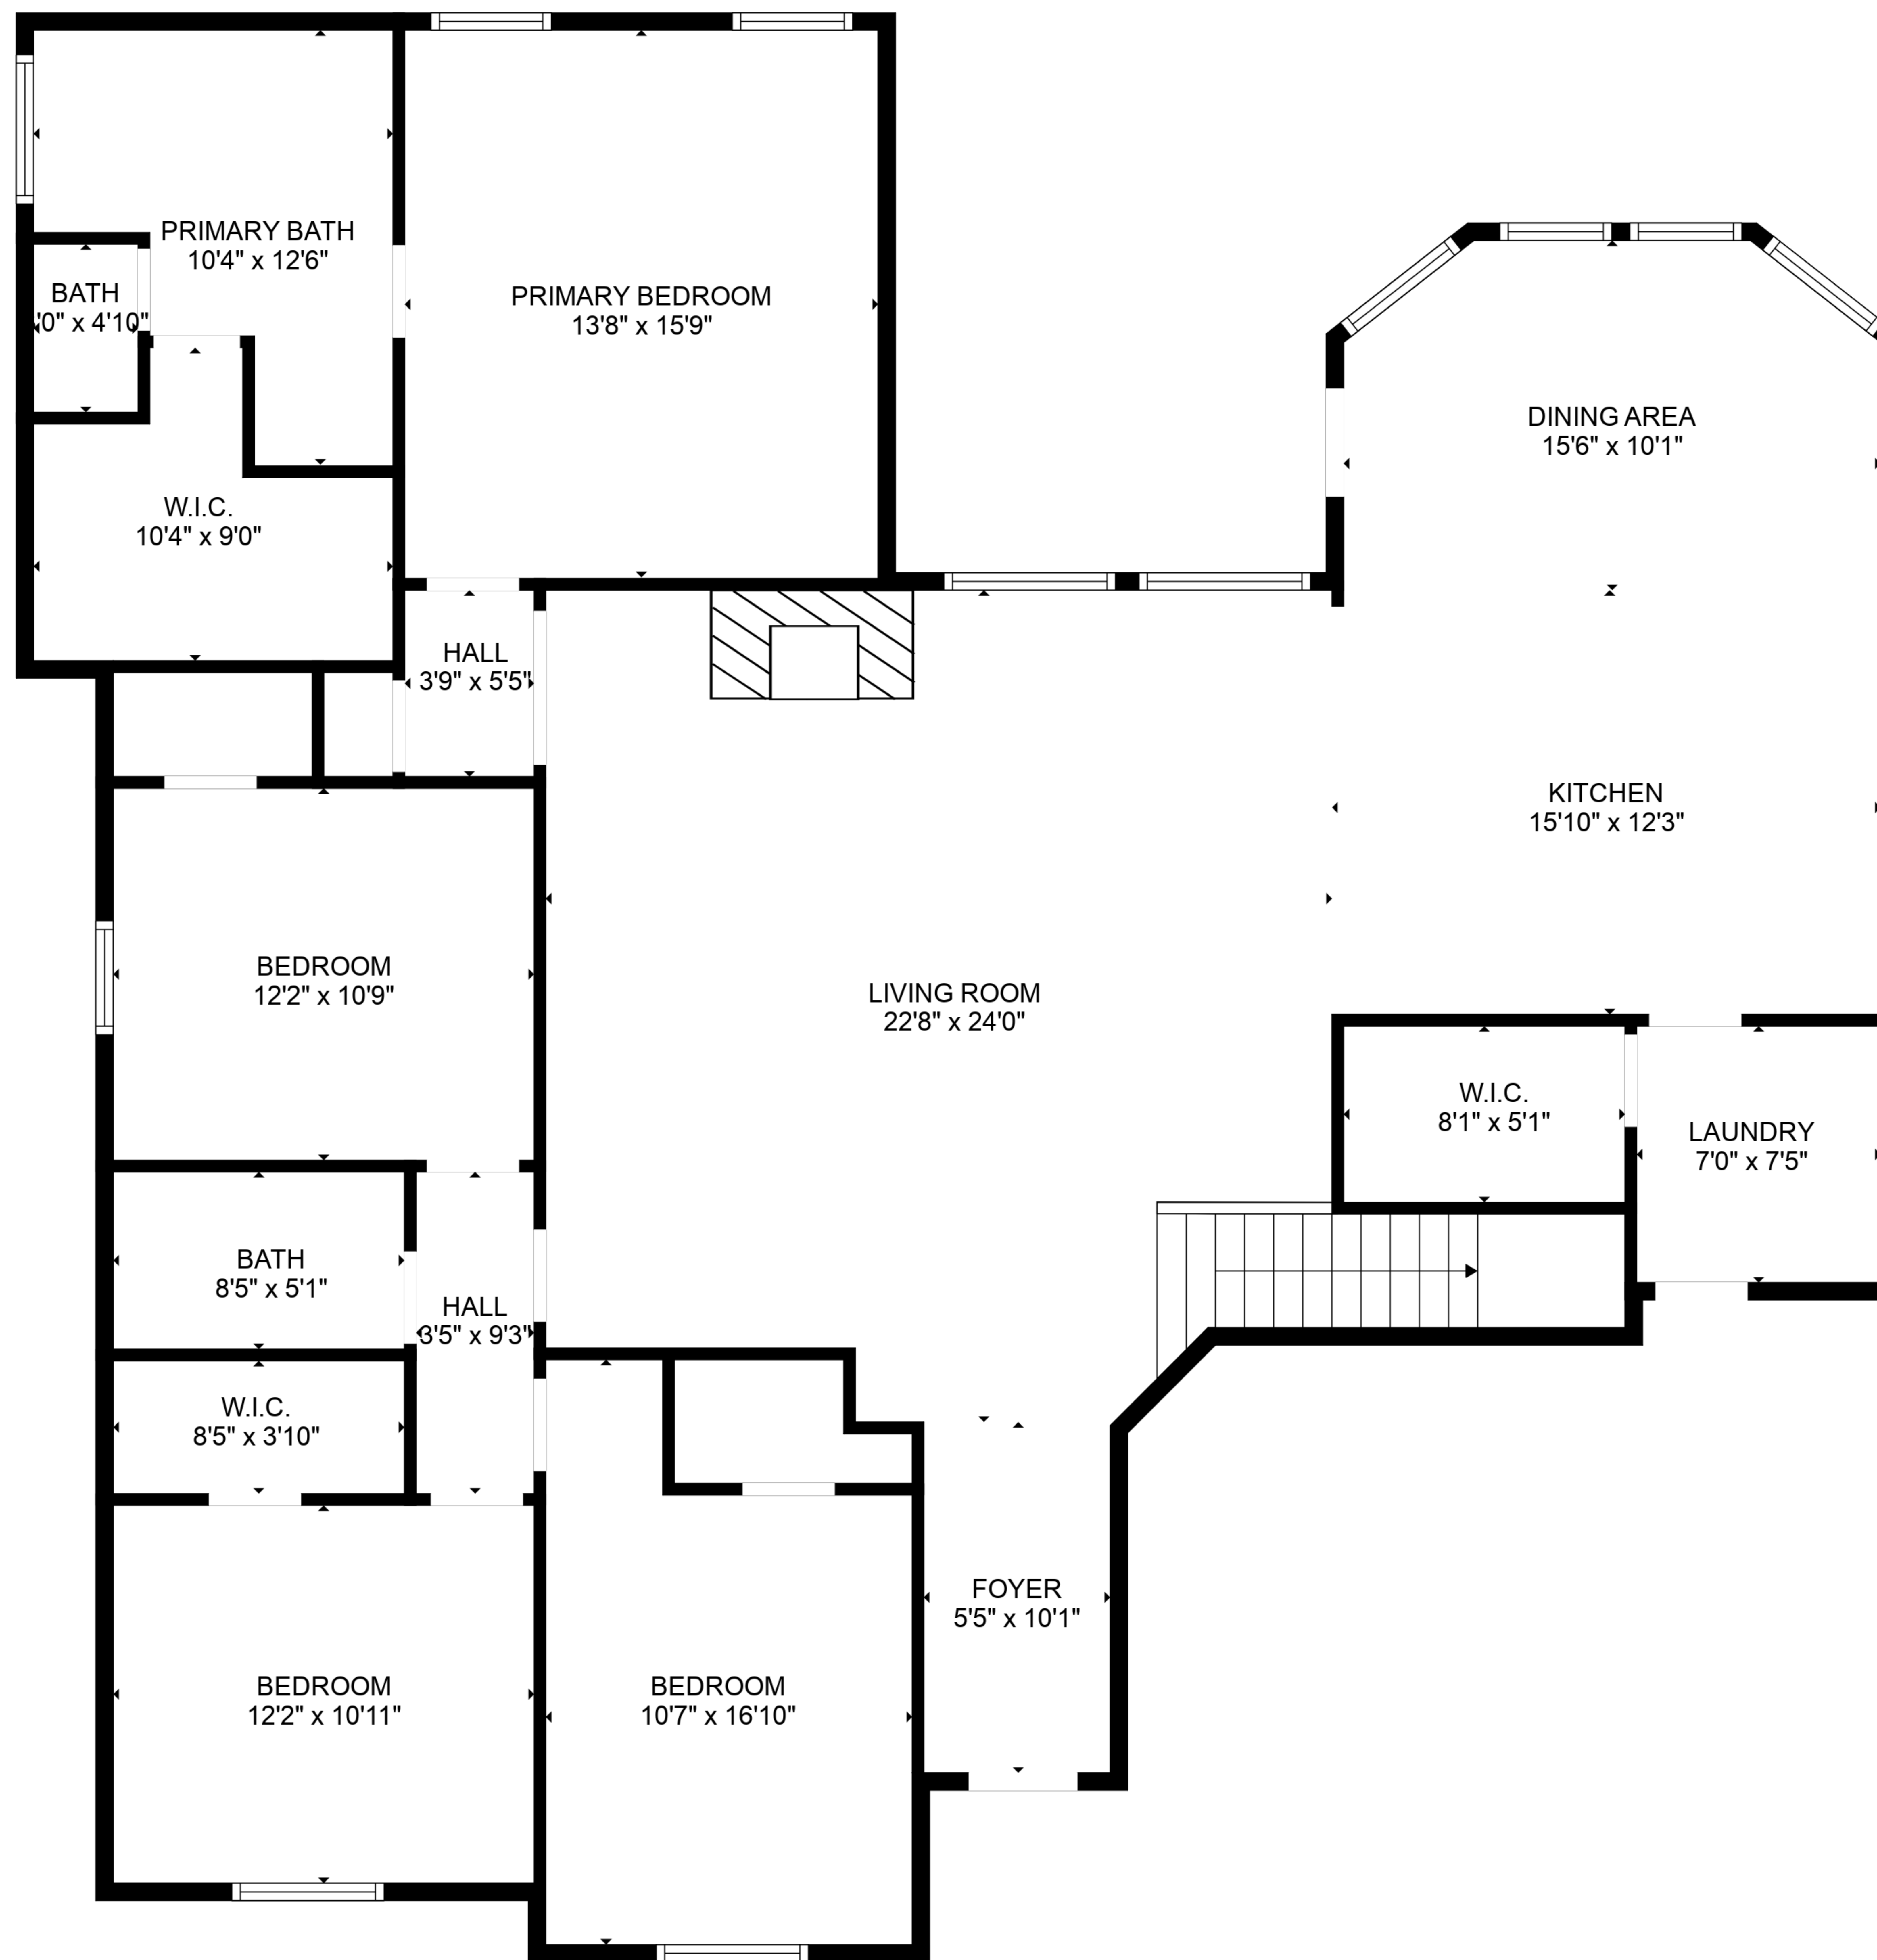 PRIMARY BATH
10'4" x 12'6"
BATH
'0" x 4'10"
PRIMARY BEDROOM
13'8" x 15'9"
DINING AREA
15'6" x 10'1"
W.I.C.
10'4" x 9'0"
HALL
3'9" x 5'5"
KITCHEN
15'10" x 12'3"
BEDROOM
12'2" x 10'9"
LIVING ROOM
22'8" x 24'0"
W.I.C.
8'1" x 5'1"
LAUNDRY
7'0" x 7'5"
BATH
8'5" x 5'1"
HALL
3'5" x 9'3"
W.I.C.
8'5" x 3'10"
FOYER
5'5" x 10'1"
BEDROOM
12'2" x 10'11"
BEDROOM
10'7" x 16'10"